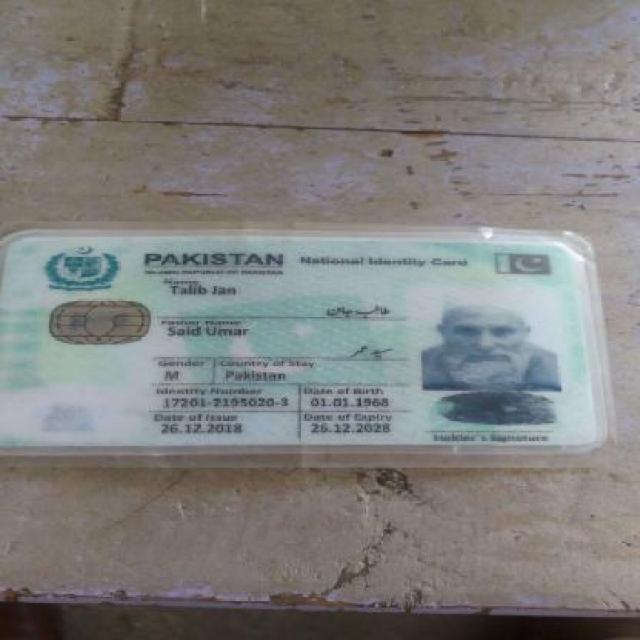 PAKISTAN National Identity Card
ISLAMIC REPUBLIC OF PAKISTAN
Name
Talib Jan
طالب جان
Father Name
Said Umar
سید عمر
Gender Country of Stay
M Pakistan
Identity Number Date of Birth
17201-2195020-3 01.01.1968
Date of Issue Date of Expiry
26.12.2018 26.12.2028
Holder's Signature